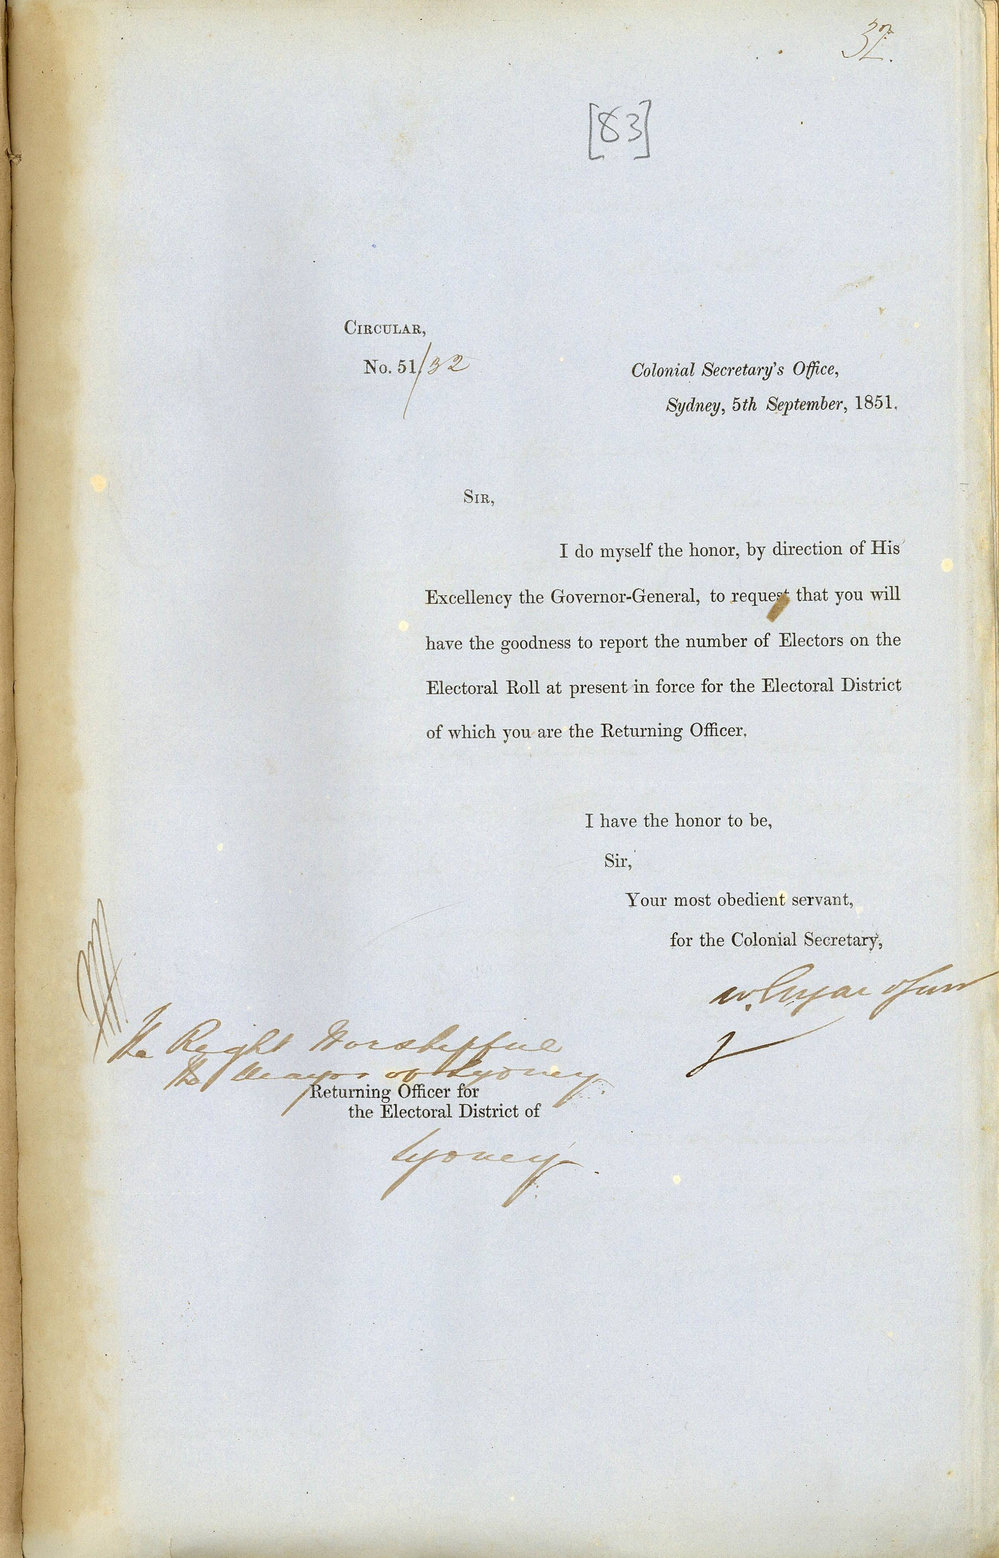 32.
[83]
CIRCULAR,
No. 51/32
Colonial Secretary's Office,
Sydney, 5th September, 1851.
SIR,
I do myself the honor, by direction of His
Excellency the Governor-General, to request that you will
have the goodness to report the number of Electors on the
Electoral Roll at present in force for the Electoral District
of which you are the Returning Officer.
I have the honor to be,
Sir,
Your most obedient servant,
for the Colonial Secretary,
W. Elyard Junr
The Right Worshipful
The Mayor of Sydney
Returning Officer for
the Electoral District of
Sydney.